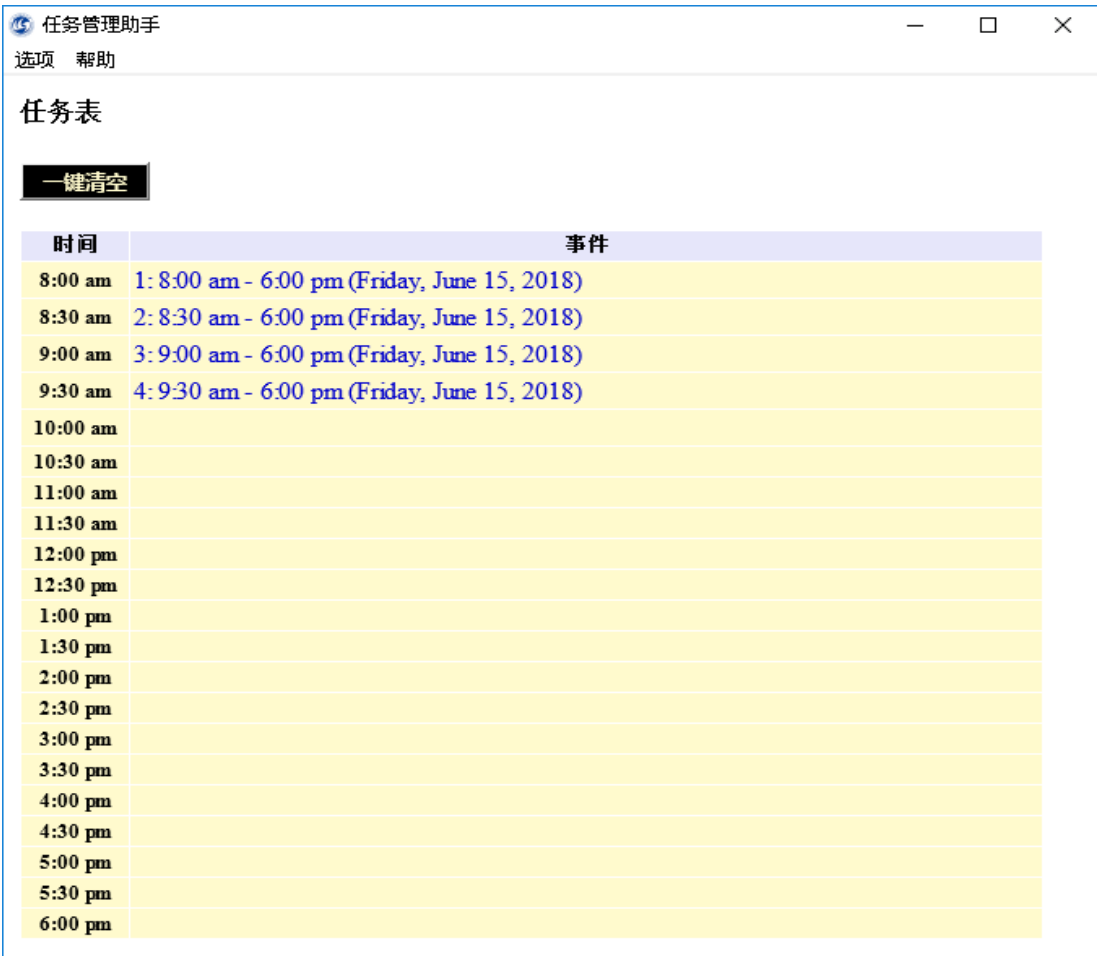 任务管理助手
选项 帮助
任务表
一键清空
时间 事件
8:00 am 1: 8:00 am - 6:00 pm (Friday, June 15, 2018)
8:30 am 2: 8:30 am - 6:00 pm (Friday, June 15, 2018)
9:00 am 3: 9:00 am - 6:00 pm (Friday, June 15, 2018)
9:30 am 4: 9:30 am - 6:00 pm (Friday, June 15, 2018)
10:00 am
10:30 am
11:00 am
11:30 am
12:00 pm
12:30 pm
1:00 pm
1:30 pm
2:00 pm
2:30 pm
3:00 pm
3:30 pm
4:00 pm
4:30 pm
5:00 pm
5:30 pm
6:00 pm